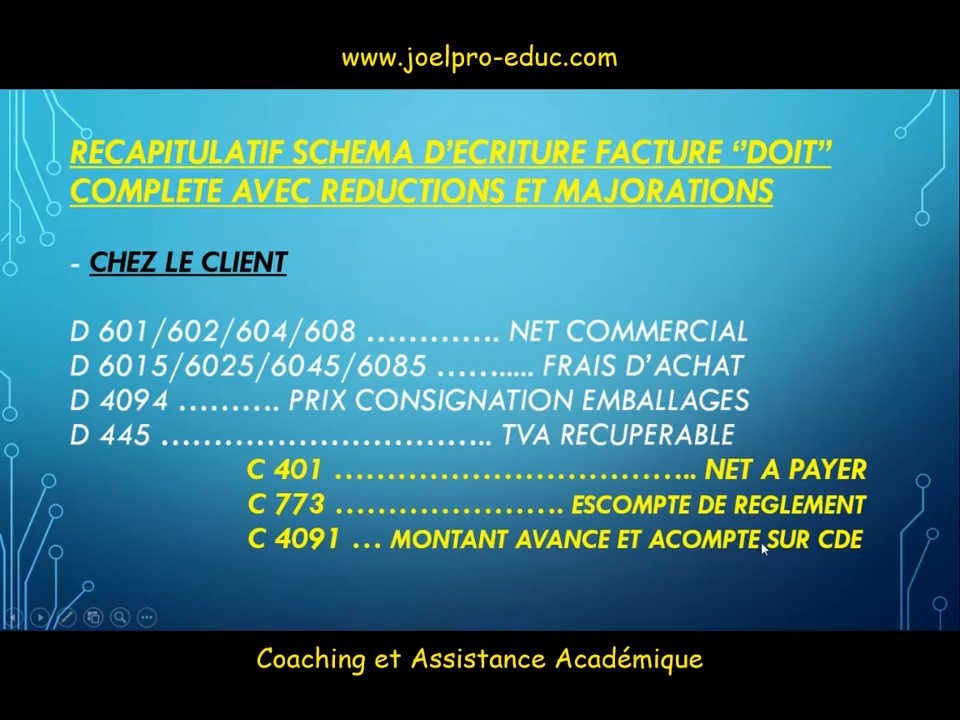 www.joelpro-educ.com
RECAPITULATIF SCHEMA D'ECRITURE FACTURE ‘’DOIT’’
COMPLETE AVEC REDUCTIONS ET MAJORATIONS
- CHEZ LE CLIENT
D 601/602/604/608 …………. NET COMMERCIAL
D 6015/6025/6045/6085 ……..... FRAIS D’ACHAT
D 4094 ………. PRIX CONSIGNATION EMBALLAGES
D 445 ………………………….. TVA RECUPERABLE
C 401 …………………………….. NET A PAYER
C 773 …………………. ESCOMPTE DE REGLEMENT
C 4091 … MONTANT AVANCE ET ACOMPTE SUR CDE
Coaching et Assistance Académique